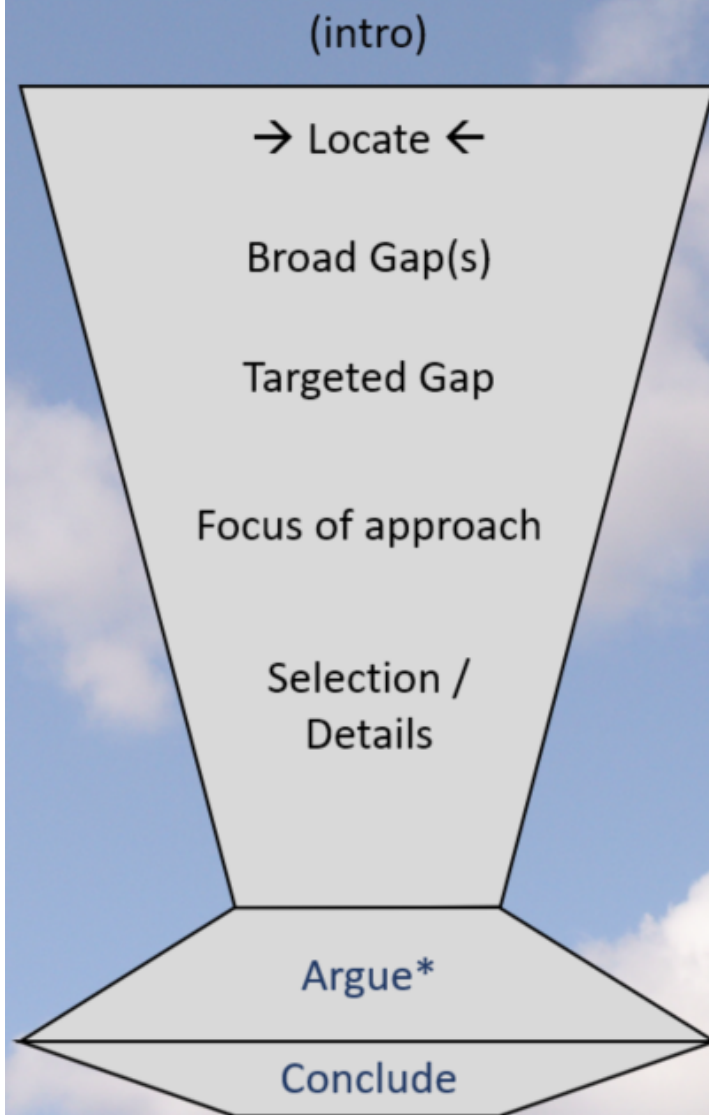 (intro)
→ Locate ←
Broad Gap(s)
Targeted Gap
Focus of approach
Selection /
Details
Argue*
Conclude